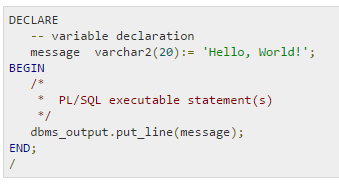 DECLARE
   -- variable declaration
   message  varchar2(20):= 'Hello, World!';
BEGIN
   /*
    *  PL/SQL executable statement(s)
    */
   dbms_output.put_line(message);
END;
/